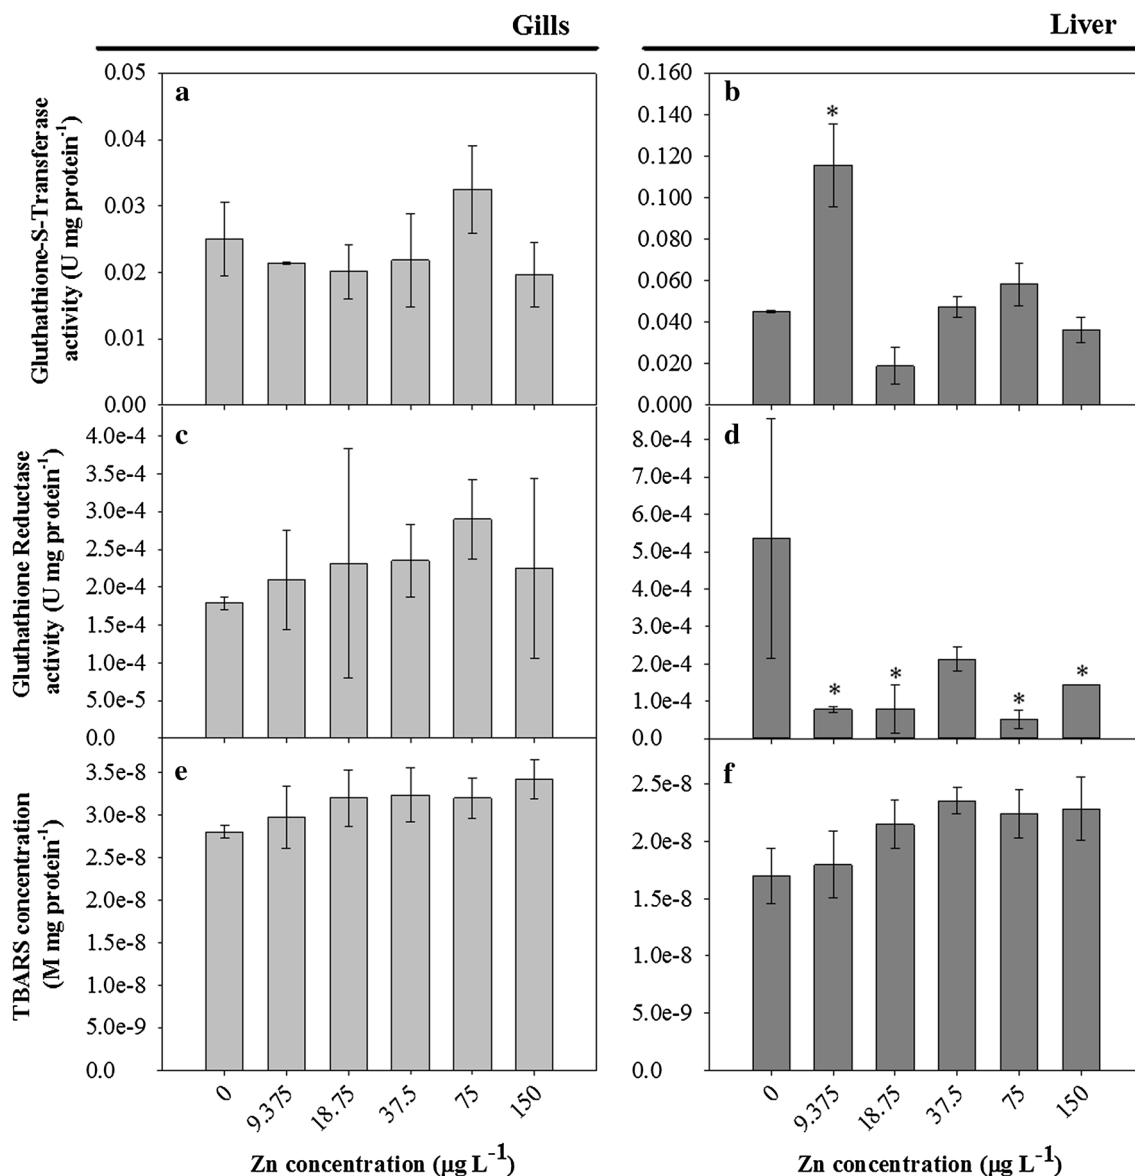 Gills
Liver
Gluthathione-S-Transferase
activity (U mg protein⁻¹)
a
0.05
0.04
0.03
0.02
0.01
0.00
b
0.160
0.140
0.120
0.100
0.080
0.060
0.040
0.020
0.000
*
Gluthathione Reductase
activity (U mg protein⁻¹)
c
4.0e-4
3.5e-4
3.0e-4
2.5e-4
2.0e-4
1.5e-4
1.0e-4
5.0e-5
0.0
d
8.0e-4
7.0e-4
6.0e-4
5.0e-4
4.0e-4
3.0e-4
2.0e-4
1.0e-4
0.0
* * * *
TBARS concentration
(M mg protein⁻¹)
e
3.5e-8
3.0e-8
2.5e-8
2.0e-8
1.5e-8
1.0e-8
5.0e-9
0.0
f
2.5e-8
2.0e-8
1.5e-8
1.0e-8
5.0e-9
0.0
0 9.375 18.75 37.5 75 150
0 9.375 18.75 37.5 75 150
Zn concentration (µg L⁻¹)
Zn concentration (µg L⁻¹)